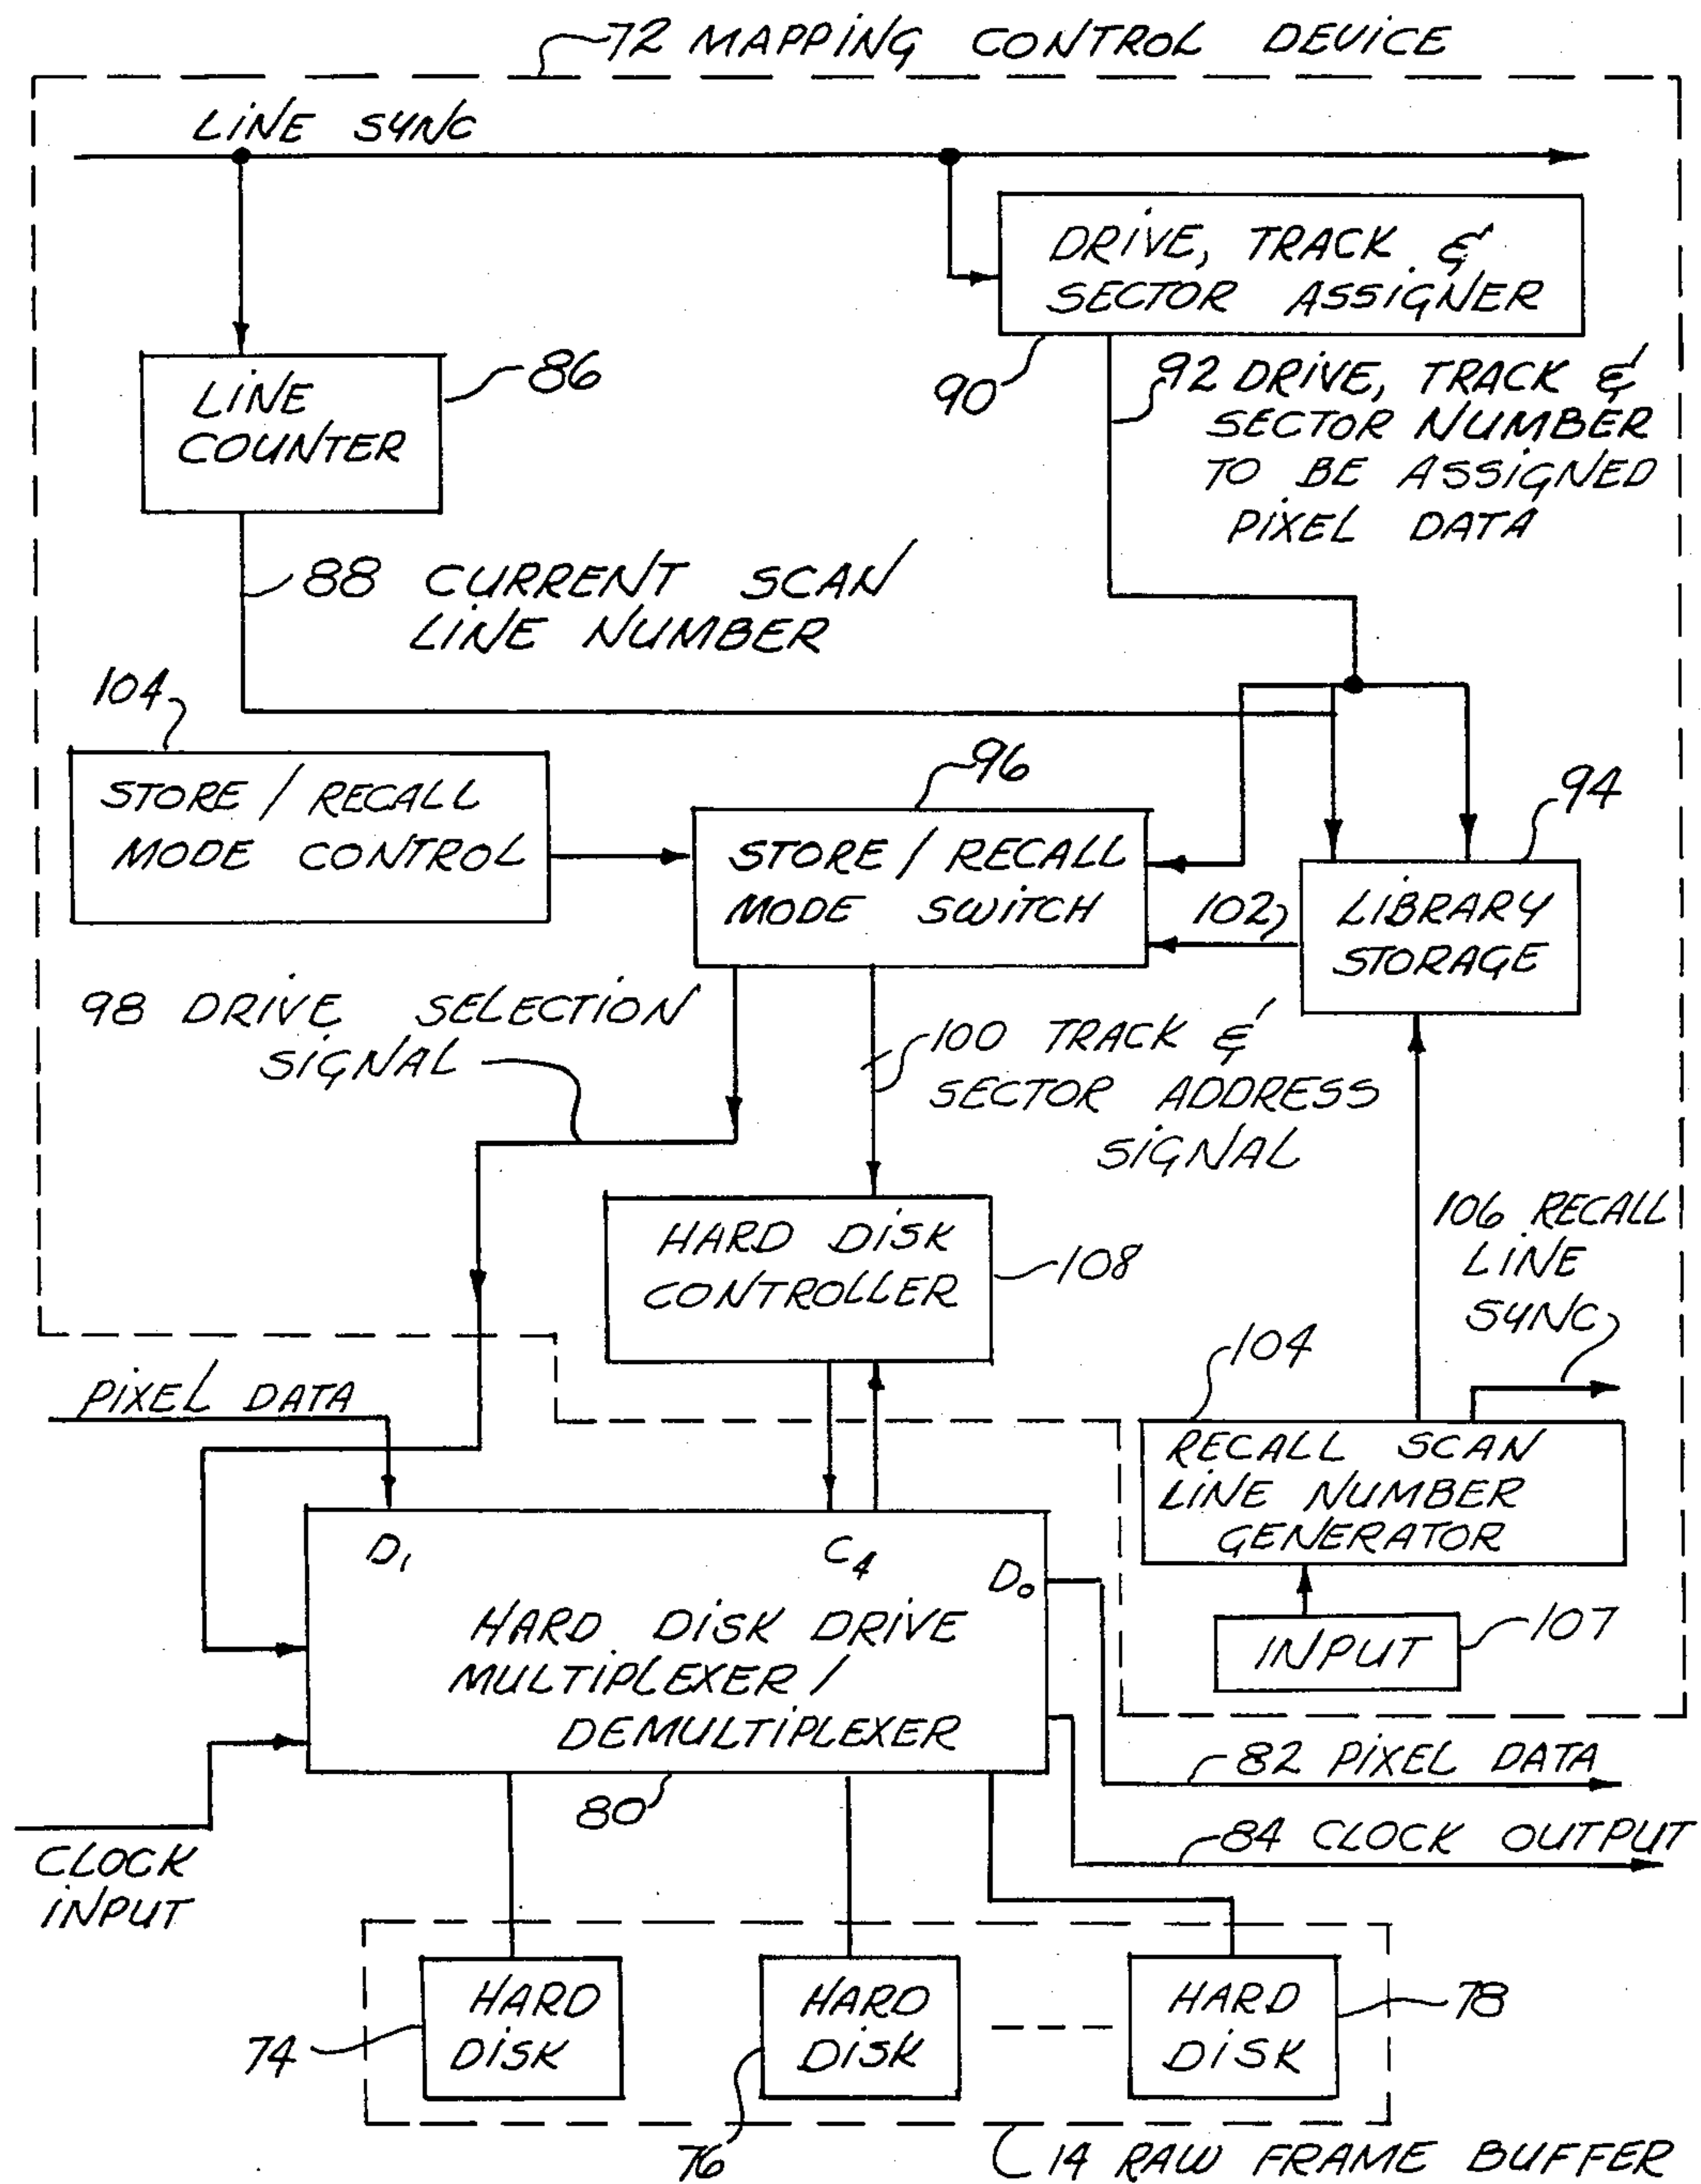 72 MAPPING CONTROL DEVICE
LINE SYNC
DRIVE, TRACK &
SECTOR ASSIGNER
90
LINE
COUNTER
86
92 DRIVE, TRACK &
SECTOR NUMBER
TO BE ASSIGNED
PIXEL DATA
88 CURRENT SCAN
LINE NUMBER
104
STORE / RECALL
MODE CONTROL
96
STORE / RECALL
MODE SWITCH
94
LIBRARY
STORAGE
102
98 DRIVE SELECTION
SIGNAL
100 TRACK &
SECTOR ADDRESS
SIGNAL
HARD DISK
CONTROLLER
108
106 RECALL
LINE
SYNC
104
RECALL SCAN
LINE NUMBER
GENERATOR
INPUT
107
PIXEL DATA
D1
C4
D0
HARD DISK DRIVE
MULTIPLEXER /
DEMULTIPLEXER
80
82 PIXEL DATA
84 CLOCK OUTPUT
CLOCK
INPUT
HARD
DISK
74
HARD
DISK
76
HARD
DISK
78
14 RAW FRAME BUFFER